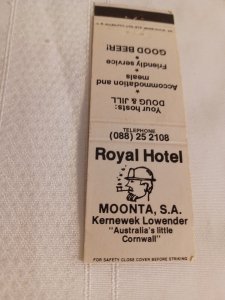 GOOD BEER!
*
Friendly service
*
meals
Accommodation and
*
DOUG & JILL
Your hosts:
TELEPHONE
(088) 25 2108
Royal Hotel
MOONTA, S.A.
Kernewek Lowender
"Australia's little
Cornwall"
FOR SAFETY CLOSE COVER BEFORE STRIKING